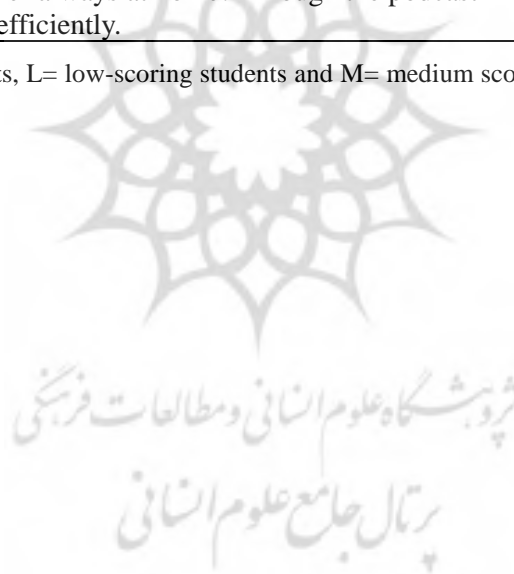 efficiently.
ts, L= low-scoring students and M= medium sco
پژوهشگاه علوم انسانی و مطالعات فرهنگی
پرتال جامع علوم انسانی